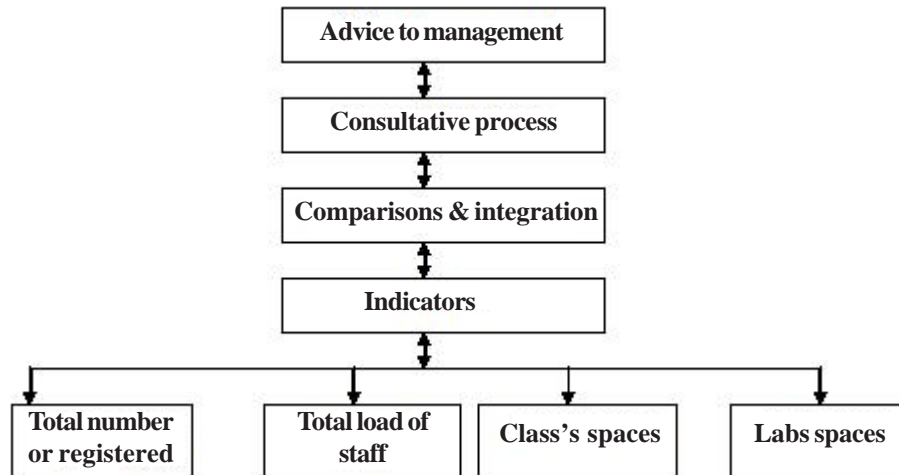 Advice to management
Consultative process
Comparisons & integration
Indicators
Total number
or registered
Total load of
staff
Class's spaces
Labs spaces